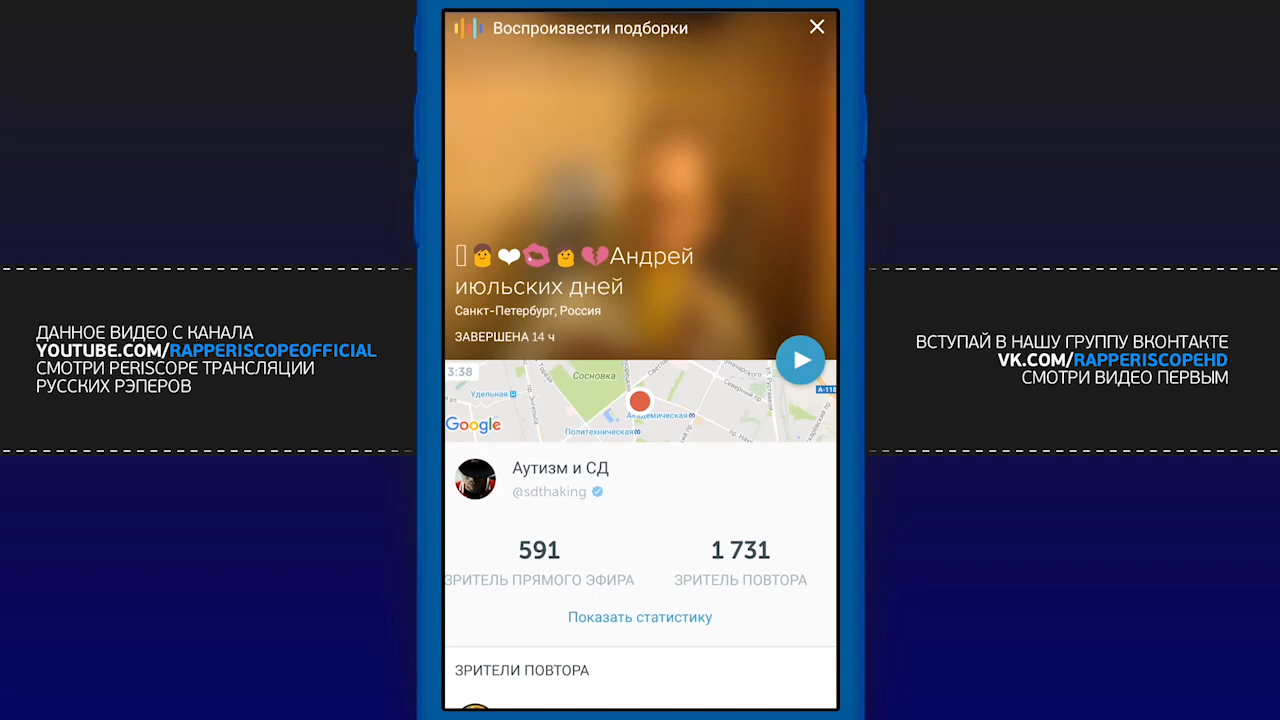 Воспроизвести подборки
Андрей
июльских дней
Санкт-Петербург, Россия
ЗАВЕРШЕНА 14 ч
3:38
Сосновка
Удельная
Академическая
Политехническая
А-118
Google
Аутизм и СД
@sdthaking
591
1 731
ЗРИТЕЛЬ ПРЯМОГО ЭФИРА
ЗРИТЕЛЬ ПОВТОРА
Показать статистику
ЗРИТЕЛИ ПОВТОРА
ДАННОЕ ВИДЕО С КАНАЛА
YOUTUBE.COM/RAPPERISCOPEOFFICIAL
СМОТРИ PERISCOPE ТРАНСЛЯЦИИ
РУССКИХ РЭПЕРОВ
ВСТУПАЙ В НАШУ ГРУППУ ВКОНТАКТЕ
VK.COM/RAPPERISCOPEHD
СМОТРИ ВИДЕО ПЕРВЫМ